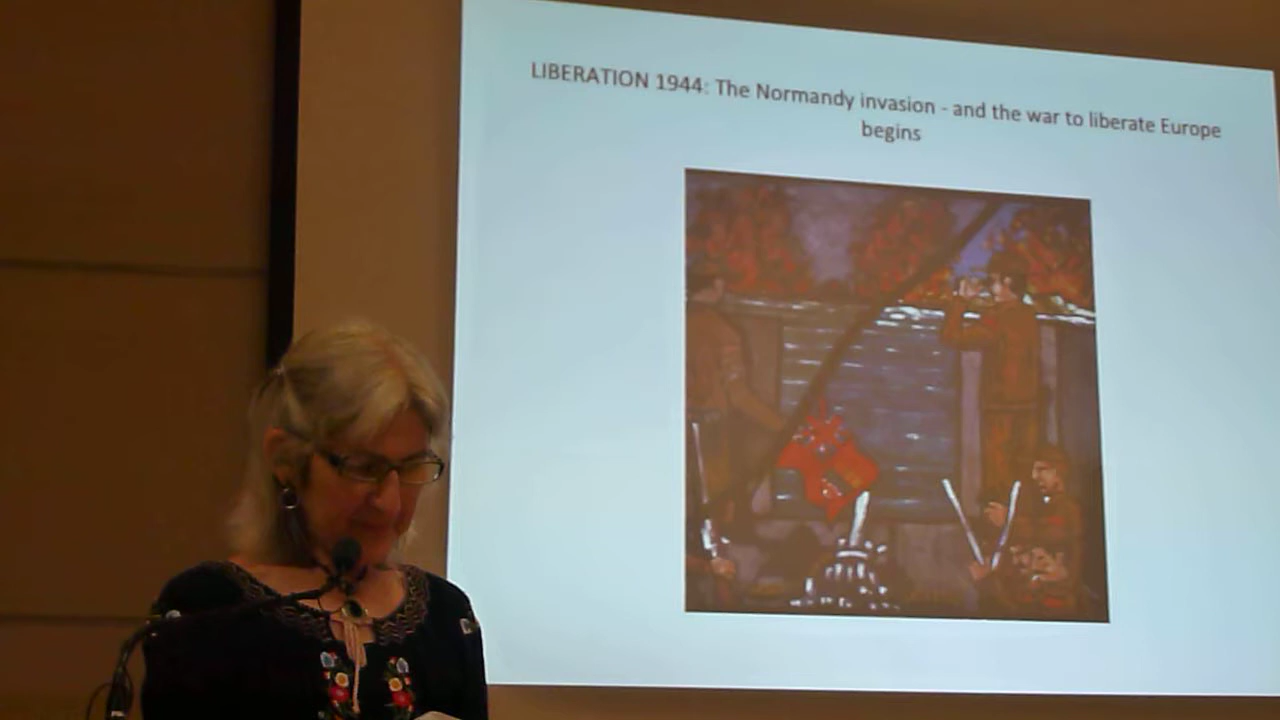 LIBERATION 1944: The Normandy invasion - and the war to liberate Europe
begins